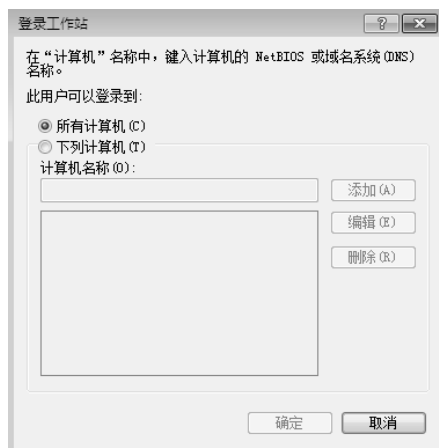 登录工作站
在“计算机”名称中，键入计算机的 NetBIOS 或域名系统(DNS)
名称。
此用户可以登录到:
所有计算机(C)
下列计算机(T)
计算机名称(O):
添加(A)
编辑(E)
删除(R)
确定
取消